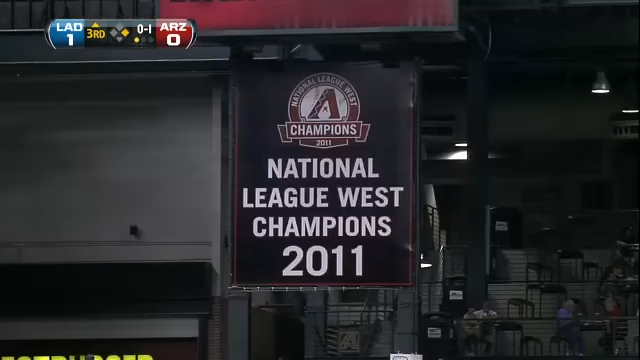 LAD 3RD 0-1 ARZ
1 0
NATIONAL LEAGUE WEST
A
CHAMPIONS
2011
NATIONAL
LEAGUE WEST
CHAMPIONS
2011